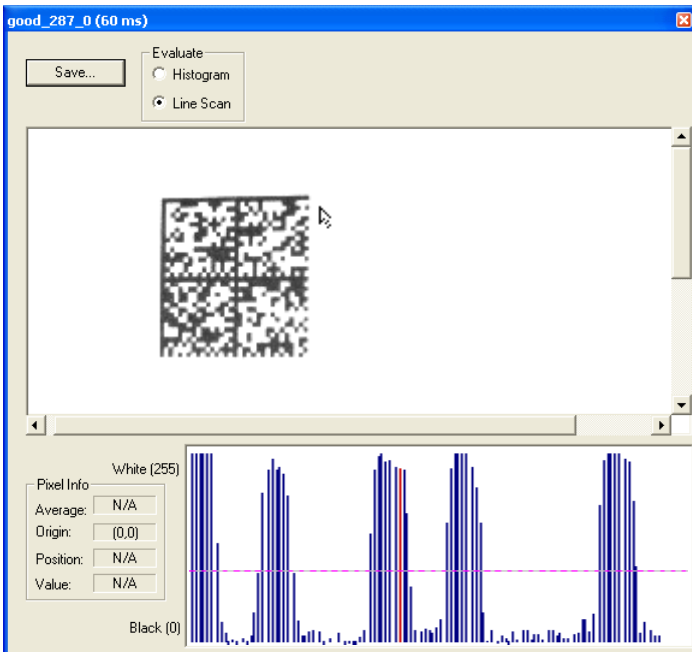 good_287_0 (60 ms)
Evaluate
Save...
Histogram
Line Scan
White (255)
Pixel Info
Average: N/A
Origin: (0,0)
Position: N/A
Value: N/A
Black (0)